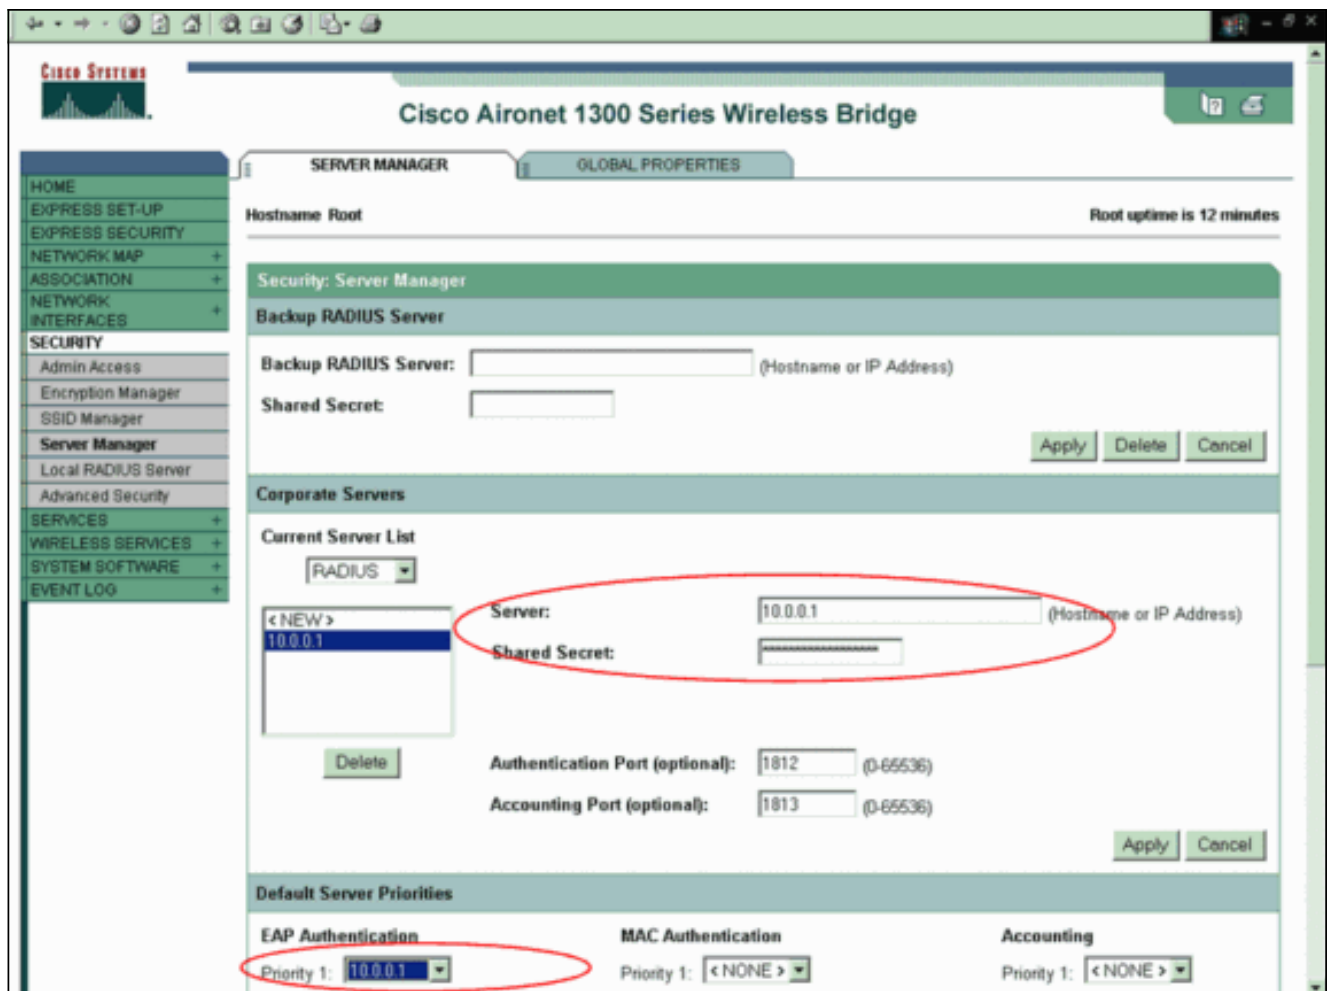 CISCO SYSTEMS
Cisco Aironet 1300 Series Wireless Bridge
SERVER MANAGER
GLOBAL PROPERTIES
HOME
EXPRESS SET-UP
EXPRESS SECURITY
NETWORK MAP +
ASSOCIATION +
NETWORK
INTERFACES +
SECURITY
Admin Access
Encryption Manager
SSID Manager
Server Manager
Local RADIUS Server
Advanced Security
SERVICES +
WIRELESS SERVICES +
SYSTEM SOFTWARE +
EVENT LOG +
Hostname Root
Root uptime is 12 minutes
Security: Server Manager
Backup RADIUS Server
Backup RADIUS Server: (Hostname or IP Address)
Shared Secret:
Apply Delete Cancel
Corporate Servers
Current Server List
RADIUS
< NEW >
10.0.0.1
Delete
Server: 10.0.0.1 (Hostname or IP Address)
Shared Secret: ******************
Authentication Port (optional): 1812 (0-65536)
Accounting Port (optional): 1813 (0-65536)
Apply Cancel
Default Server Priorities
EAP Authentication
Priority 1: 10.0.0.1
MAC Authentication
Priority 1: < NONE >
Accounting
Priority 1: < NONE >